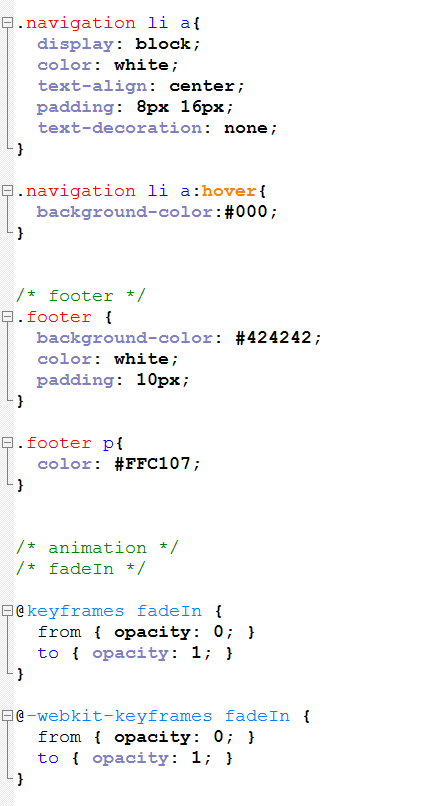 .navigation li a{
display: block;
color: white;
text-align: center;
padding: 8px 16px;
text-decoration: none;
}
.navigation li a:hover{
background-color:#000;
}
/* footer */
.footer {
background-color: #424242;
color: white;
padding: 10px;
}
.footer p{
color: #FFC107;
}
/* animation */
/* fadeIn */
@keyframes fadeIn {
from { opacity: 0; }
to { opacity: 1; }
}
@-webkit-keyframes fadeIn {
from { opacity: 0; }
to { opacity: 1; }
}